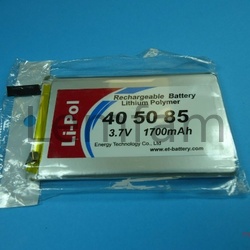 Li-Pol
Rechargeable Battery
Lithium Polymer
40 50 85
3.7V 1700mAh
Energy Technology Co., Ltd
www.et-battery.com